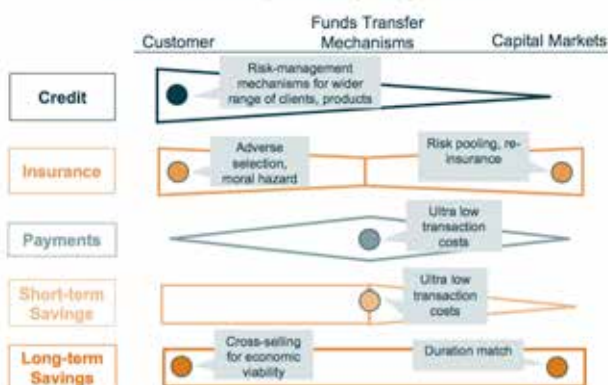 Funds Transfer
Customer Mechanisms Capital Markets
Credit
Risk-management
mechanisms for wider
range of clients, products
Insurance
Adverse
selection,
moral hazard
Risk pooling, re-
insurance
Payments
Ultra low
transaction
costs
Short-term
Savings
Ultra low
transaction
costs
Long-term
Savings
Cross-selling
for economic
viability
Duration match